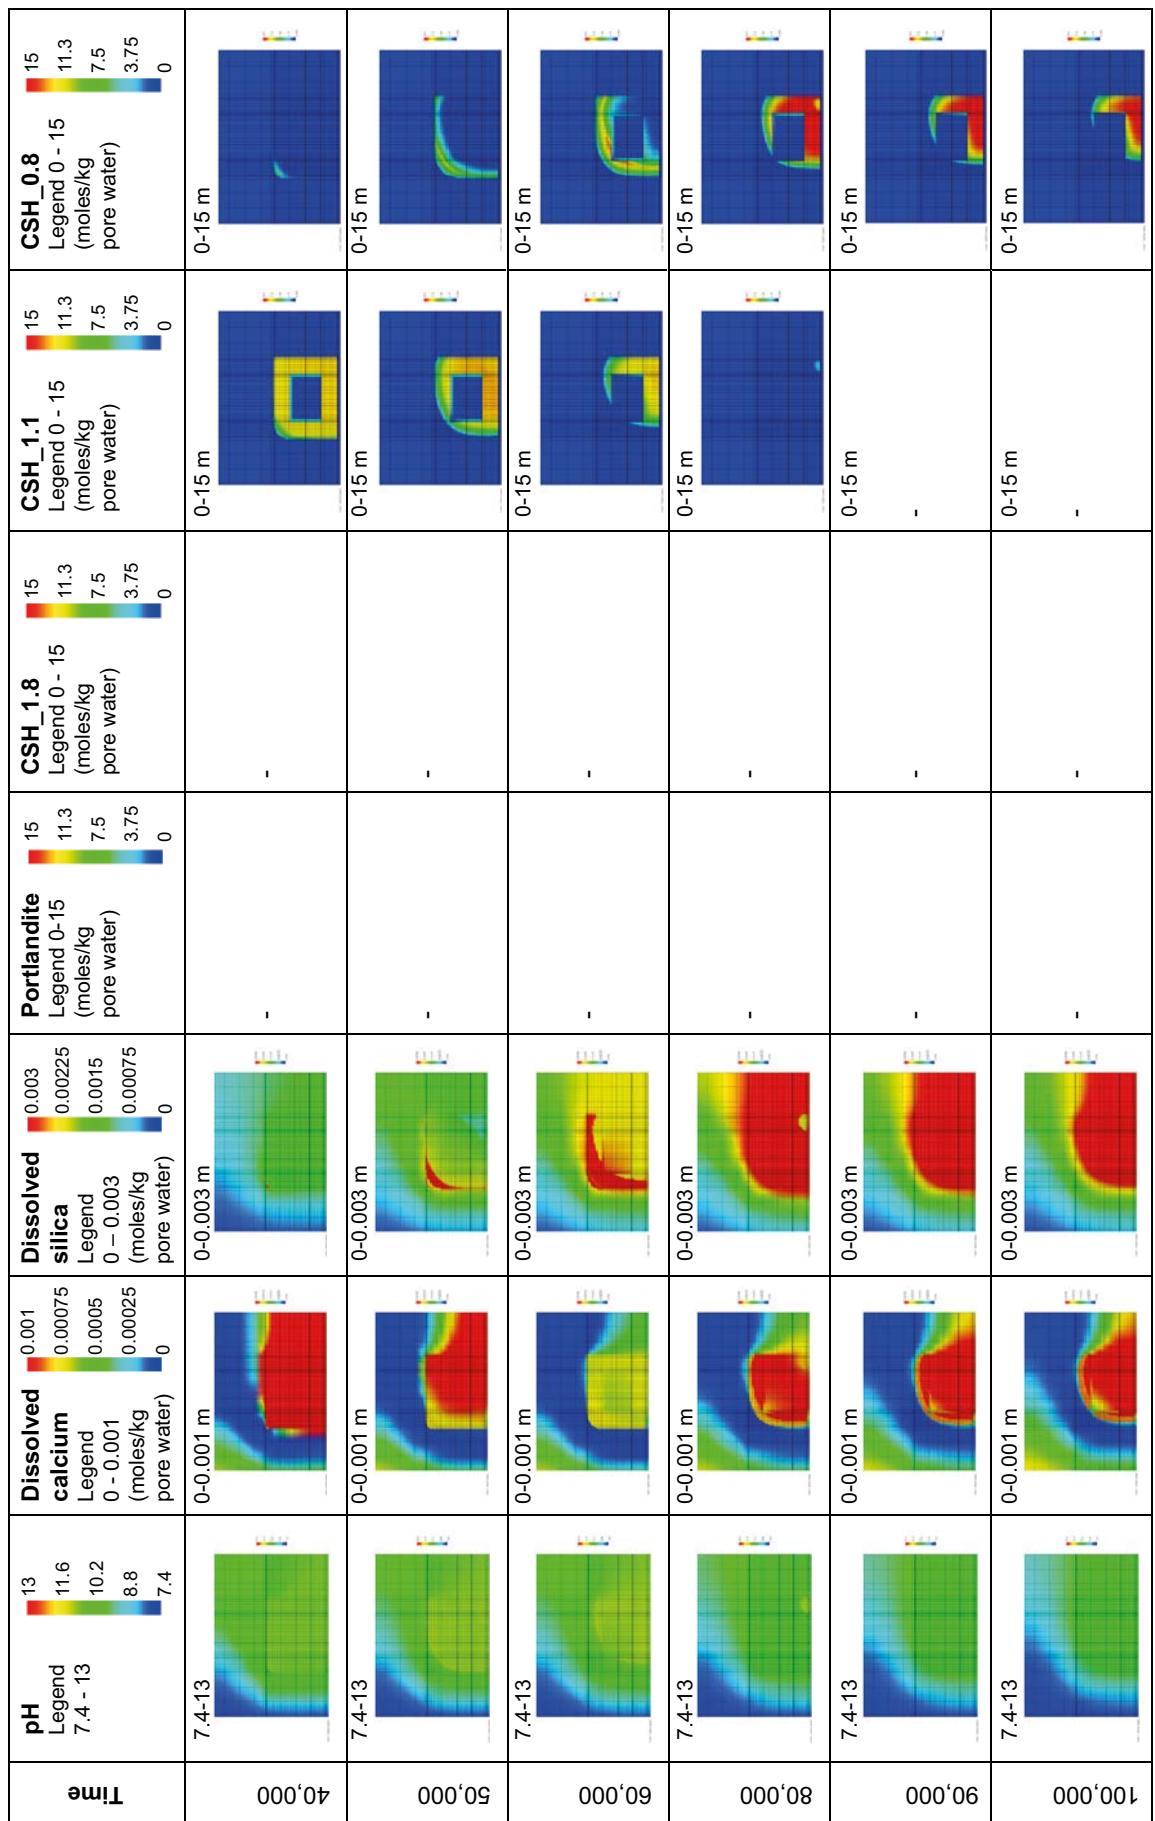 Time
pH
Legend
7.4 - 13
13
11.6
10.2
8.8
7.4
Dissolved
calcium
Legend
0 - 0.001
(moles/kg
pore water)
0.001
0.00075
0.0005
0.00025
0
Dissolved
silica
Legend
0 – 0.003
(moles/kg
pore water)
0.003
0.00225
0.0015
0.00075
0
Portlandite
Legend 0-15
(moles/kg
pore water)
15
11.3
7.5
3.75
0
CSH_1.8
Legend 0 - 15
(moles/kg
pore water)
15
11.3
7.5
3.75
0
CSH_1.1
Legend 0 - 15
(moles/kg
pore water)
15
11.3
7.5
3.75
0
CSH_0.8
Legend 0 - 15
(moles/kg
pore water)
15
11.3
7.5
3.75
0
40,000
7.4-13
0-0.001 m
0-0.003 m
-
-
0-15 m
0-15 m
50,000
7.4-13
0-0.001 m
0-0.003 m
-
-
0-15 m
0-15 m
60,000
7.4-13
0-0.001 m
0-0.003 m
-
-
0-15 m
0-15 m
80,000
7.4-13
0-0.001 m
0-0.003 m
-
-
0-15 m
0-15 m
90,000
7.4-13
0-0.001 m
0-0.003 m
-
-
0-15 m
-
0-15 m
100,000
7.4-13
0-0.001 m
0-0.003 m
-
-
0-15 m
-
0-15 m